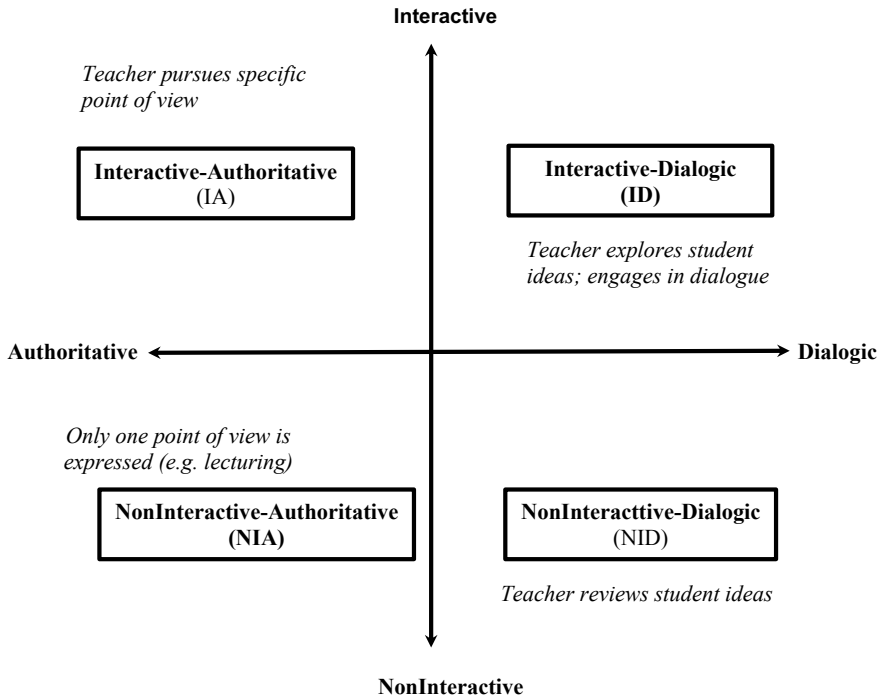 Interactive
Teacher pursues specific
point of view
Interactive-Authoritative
(IA)
Interactive-Dialogic
(ID)
Teacher explores student
ideas; engages in dialogue
Authoritative
Dialogic
Only one point of view is
expressed (e.g. lecturing)
NonInteractive-Authoritative
(NIA)
NonInteracttive-Dialogic
(NID)
Teacher reviews student ideas
NonInteractive